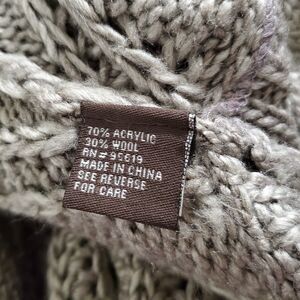 70% ACRYLIC
30% WOOL
RN# 95619
MADE IN CHINA
SEE REVERSE
FOR CARE